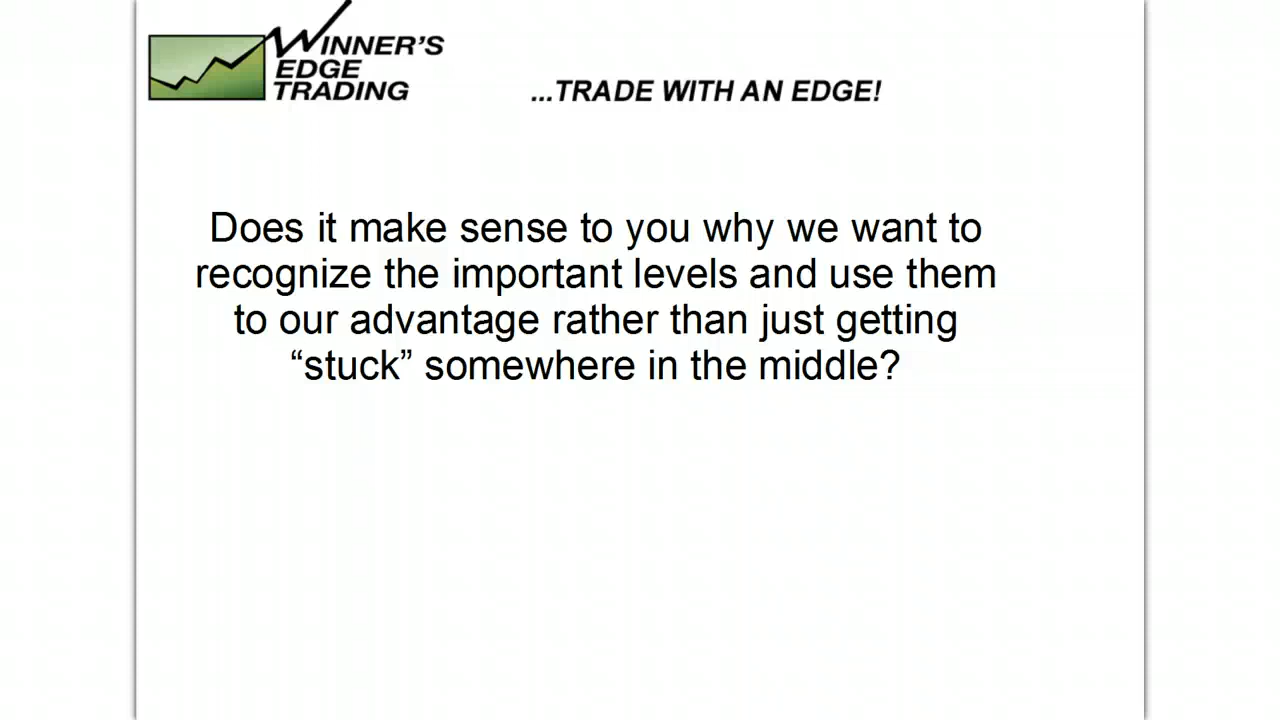 WINNER'S
EDGE
TRADING
...TRADE WITH AN EDGE!
Does it make sense to you why we want to
recognize the important levels and use them
to our advantage rather than just getting
“stuck” somewhere in the middle?